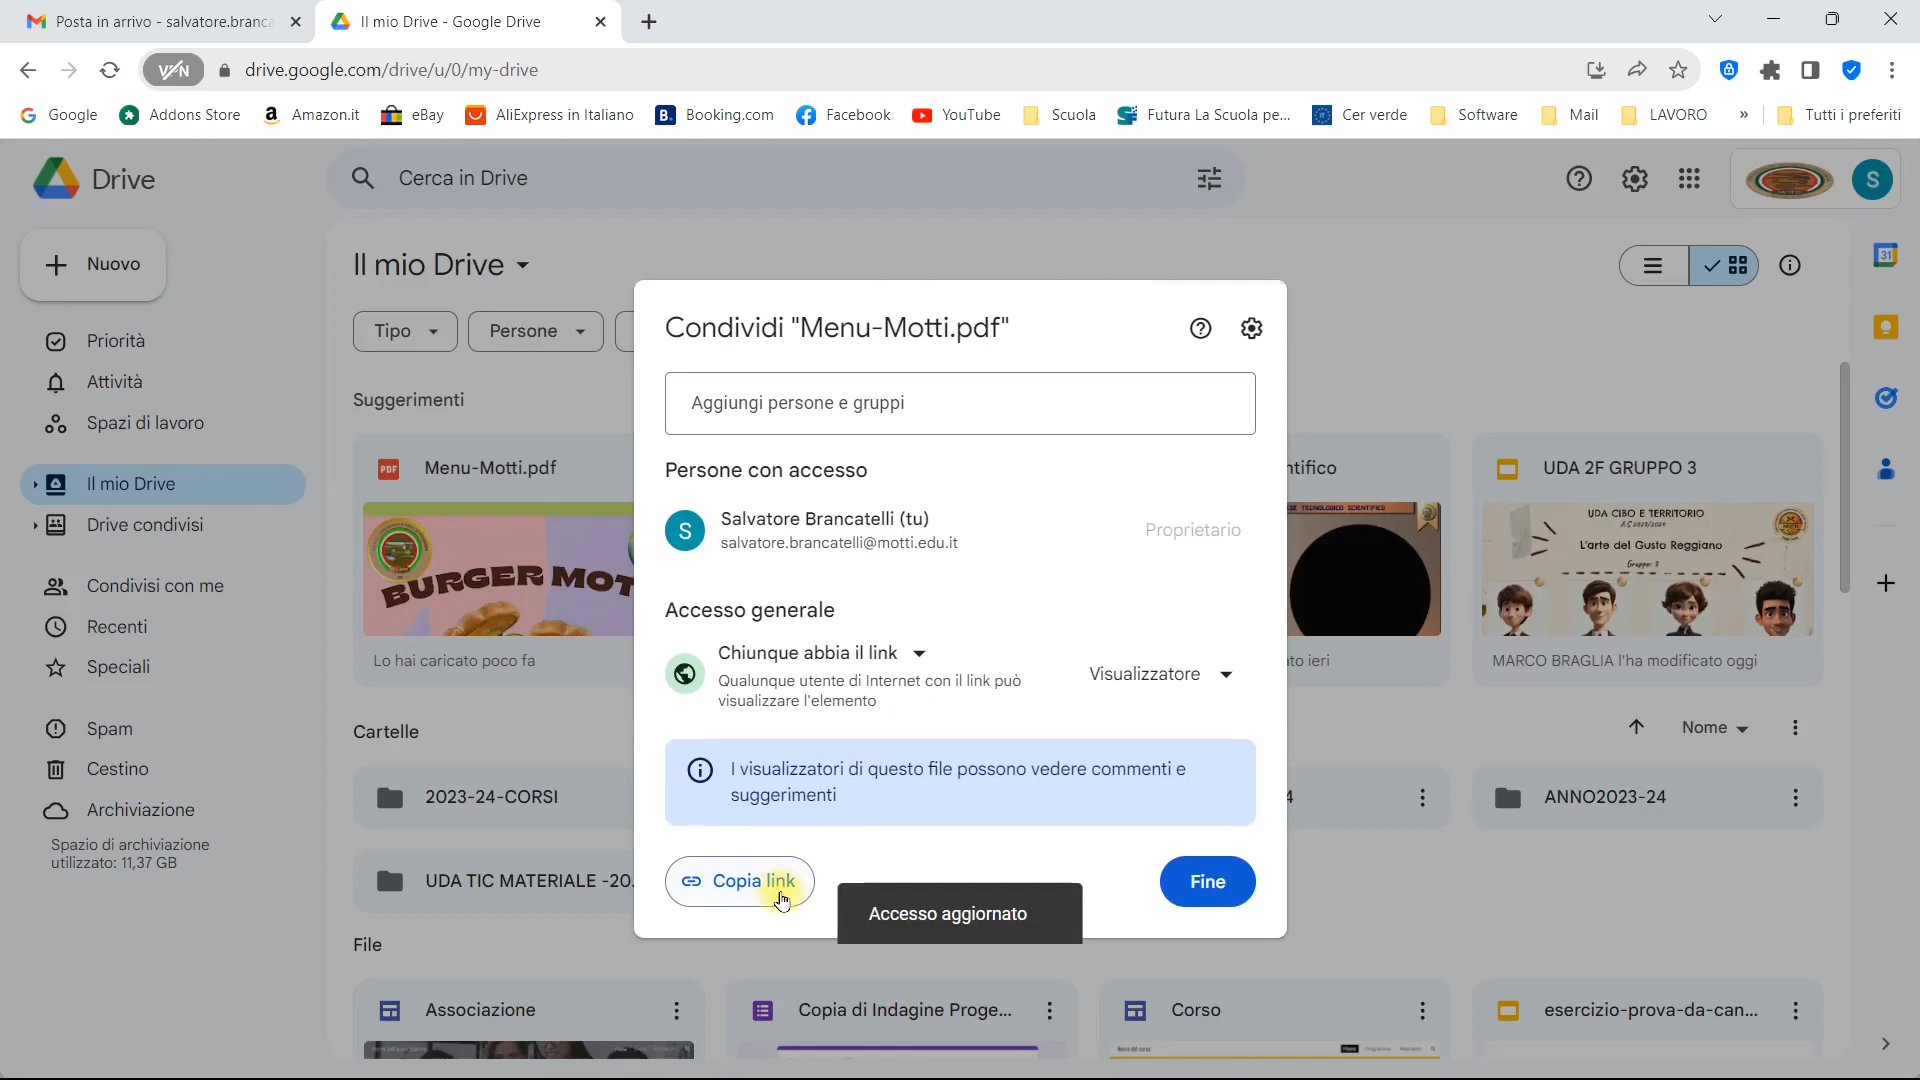 Posta in arrivo - salvatore.branca
Il mio Drive - Google Drive
VPN
drive.google.com/drive/u/0/my-drive
Google
Addons Store
Amazon.it
eBay
AliExpress in Italiano
Booking.com
Facebook
YouTube
Scuola
Futura La Scuola pe...
Cer verde
Software
Mail
LAVORO
»
Tutti i preferiti
Drive
Cerca in Drive
S
Nuovo
Priorità
Attività
Spazi di lavoro
Il mio Drive
Drive condivisi
Condivisi con me
Recenti
Speciali
Spam
Cestino
Archiviazione
Spazio di archiviazione
utilizzato: 11,37 GB
Il mio Drive
Tipo
Persone
Suggerimenti
PDF
Menu-Motti.pdf
BURGER MOT
Lo hai caricato poco fa
ntifico
to ieri
UDA 2F GRUPPO 3
UDA CIBO E TERRITORIO
A.S 2023/2024
L'arte del Gusto Reggiano
Gruppo: 3
MARCO BRAGLIA l'ha modificato oggi
Cartelle
Nome
2023-24-CORSI
4
ANNO2023-24
UDA TIC MATERIALE -20.
File
Associazione
Copia di Indagine Proge...
Corso
esercizio-prova-da-can...
Condividi "Menu-Motti.pdf"
Aggiungi persone e gruppi
Persone con accesso
S
Salvatore Brancatelli (tu)
salvatore.brancatelli@motti.edu.it
Proprietario
Accesso generale
Chiunque abbia il link
Qualunque utente di Internet con il link può
visualizzare l'elemento
Visualizzatore
I visualizzatori di questo file possono vedere commenti e
suggerimenti
Copia link
Fine
Accesso aggiornato
31